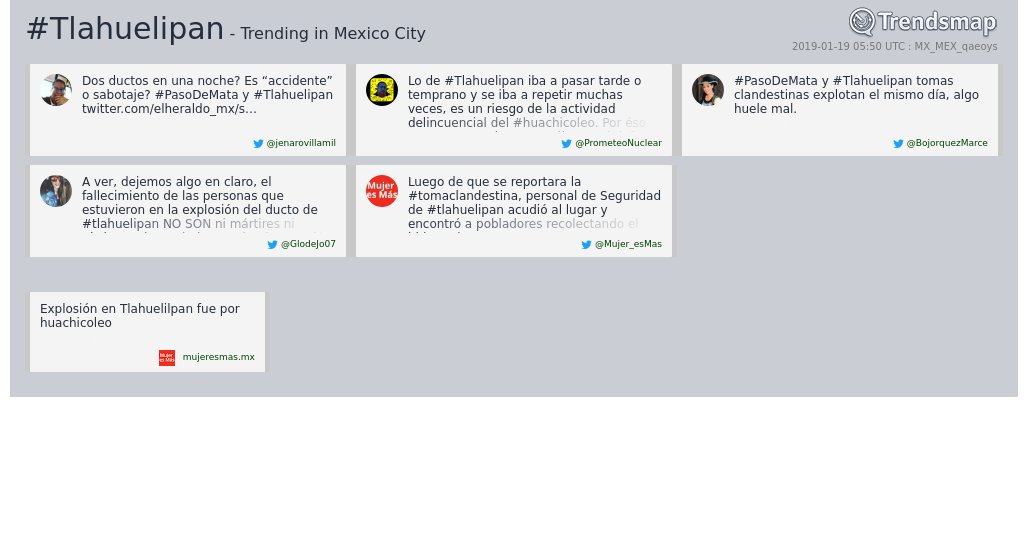 #Tlahuelipan - Trending in Mexico City
Trendsmap
2019-01-19 05:50 UTC : MX_MEX_qaeoys
Dos ductos en una noche? Es “accidente”
o sabotaje? #PasoDeMata y #Tlahuelipan
twitter.com/elheraldo_mx/s…
@jenarovillamil
Lo de #Tlahuelipan iba a pasar tarde o
temprano y se iba a repetir muchas
veces, es un riesgo de la actividad
delincuencial del #huachicoleo. Por éso
@PrometeoNuclear
#PasoDeMata y #Tlahuelipan tomas
clandestinas explotan el mismo día, algo
huele mal.
@BojorquezMarce
A ver, dejemos algo en claro, el
fallecimiento de las personas que
estuvieron en la explosión del ducto de
#tlahuelipan NO SON ni mártires ni
@GlodeJo07
Mujer
es Más
Luego de que se reportara la
#tomaclandestina, personal de Seguridad
de #tlahuelipan acudió al lugar y
encontró a pobladores recolectando el
@Mujer_esMas
Explosión en Tlahuelilpan fue por
huachicoleo
Mujer
es Más
mujeresmas.mx